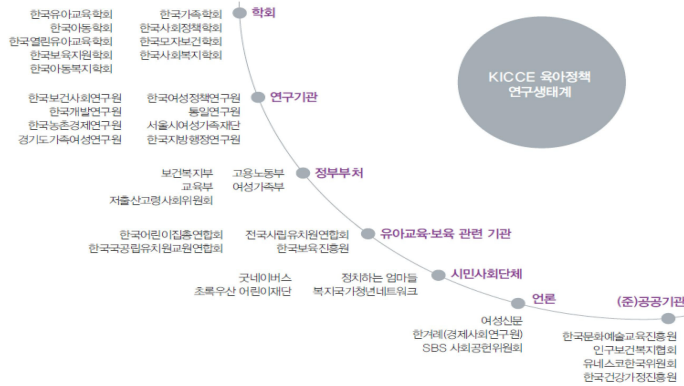 학회
한국유아교육학회 한국가족학회
한국아동학회 한국사회정책학회
한국열린유아교육학회 한국모자보건학회
한국보육지원학회 한국사회복지학회
한국아동복지학회
KICCE 육아정책
연구생태계
연구기관
한국보건사회연구원 한국여성정책연구원
한국개발연구원 통일연구원
한국농촌경제연구원 서울시여성가족재단
경기도가족여성연구원 한국지방행정연구원
정부부처
보건복지부 고용노동부
교육부 여성가족부
저출산고령사회위원회
유아교육·보육 관련 기관
한국어린이집총연합회 전국사립유치원연합회
한국국공립유치원교원연합회 한국보육진흥원
시민사회단체
굿네이버스 정치하는 엄마들
초록우산 어린이재단 복지국가청년네트워크
언론
여성신문
한겨레(경제사회연구원)
SBS 사회공헌위원회
(준)공공기관
한국문화예술교육진흥원
인구보건복지협회
유네스코한국위원회
한국건강가정진흥원